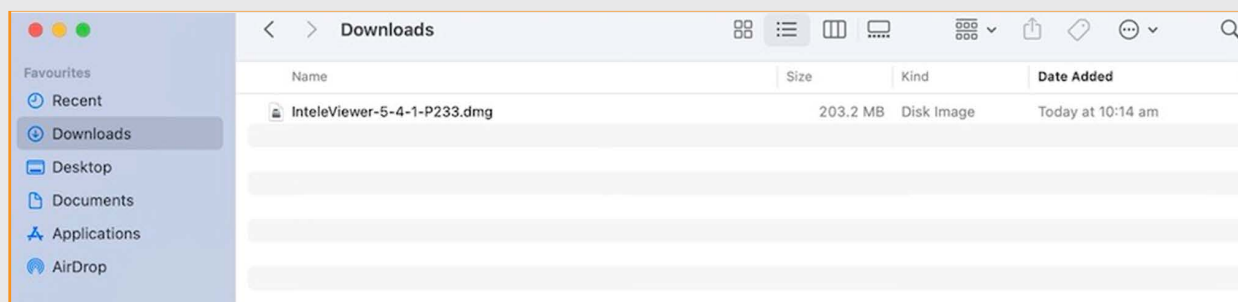 Downloads
Favourites
Recent
Downloads
Desktop
Documents
Applications
AirDrop
Name Size Kind Date Added
InteleViewer-5-4-1-P233.dmg 203.2 MB Disk Image Today at 10:14 am